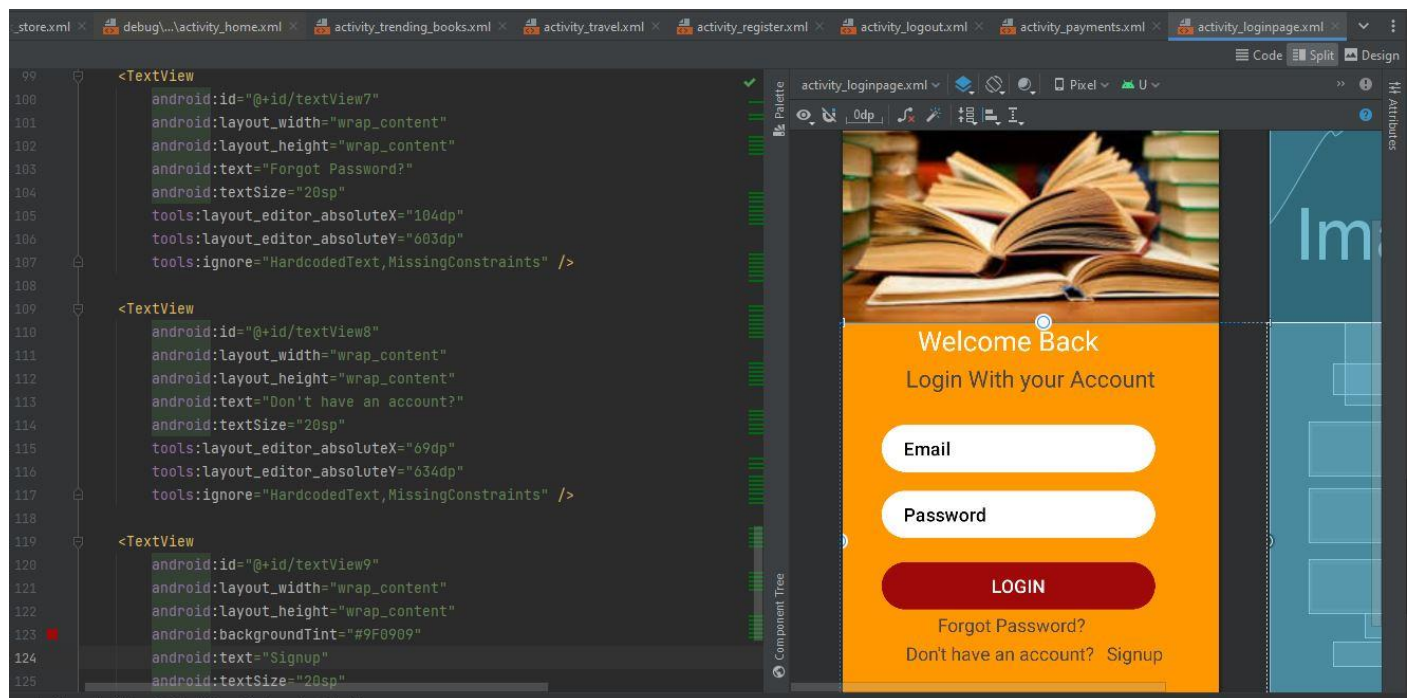 _store.xml
debug\...\activity_home.xml
activity_trending_books.xml
activity_travel.xml
activity_register.xml
activity_logout.xml
activity_payments.xml
activity_loginpage.xml
Code Split Design
99 <TextView
100 android:id="@+id/textView7"
101 android:layout_width="wrap_content"
102 android:layout_height="wrap_content"
103 android:text="Forgot Password?"
104 android:textSize="20sp"
105 tools:layout_editor_absoluteX="104dp"
106 tools:layout_editor_absoluteY="603dp"
107 tools:ignore="HardcodedText,MissingConstraints" />
108
109 <TextView
110 android:id="@+id/textView8"
111 android:layout_width="wrap_content"
112 android:layout_height="wrap_content"
113 android:text="Don't have an account?"
114 android:textSize="20sp"
115 tools:layout_editor_absoluteX="69dp"
116 tools:layout_editor_absoluteY="634dp"
117 tools:ignore="HardcodedText,MissingConstraints" />
118
119 <TextView
120 android:id="@+id/textView9"
121 android:layout_width="wrap_content"
122 android:layout_height="wrap_content"
123 android:backgroundTint="#9F0909"
124 android:text="Signup"
125 android:textSize="20sp"
Palette
Component Tree
activity_loginpage.xml Pixel U
0dp
Attributes
Welcome Back
Login With your Account
Email
Password
LOGIN
Forgot Password?
Don't have an account? Signup
Im